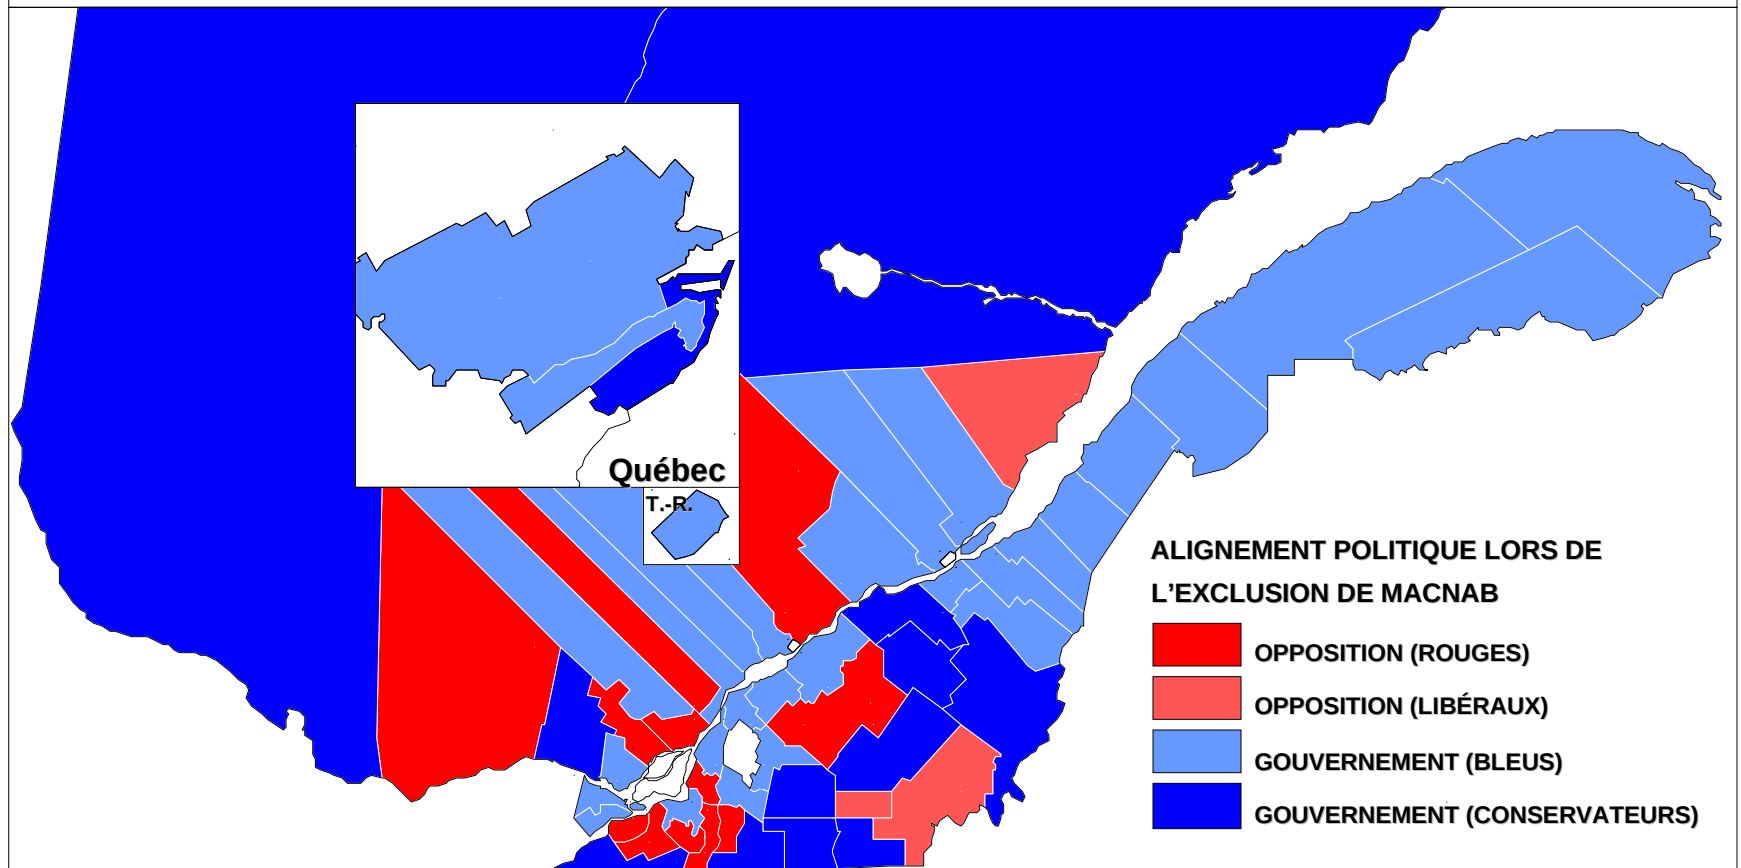 Québec
T.-R.
ALIGNEMENT POLITIQUE LORS DE
L’EXCLUSION DE MACNAB
OPPOSITION (ROUGES)
OPPOSITION (LIBÉRAUX)
GOUVERNEMENT (BLEUS)
GOUVERNEMENT (CONSERVATEURS)